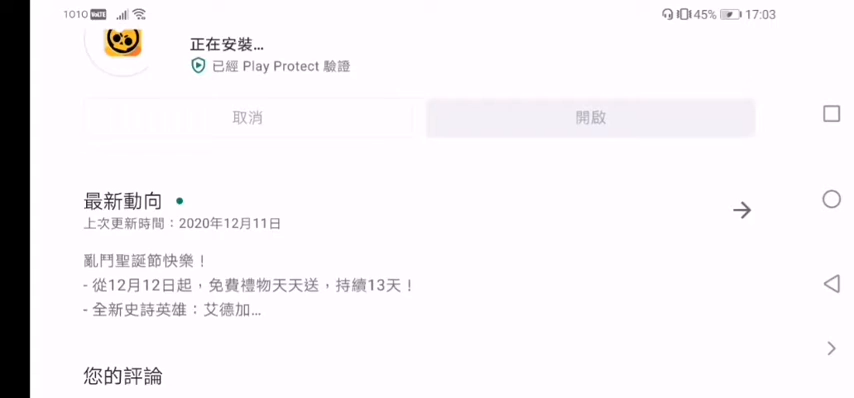 1010 VoLTE 45% 17:03
正在安裝...
已經 Play Protect 驗證
取消 開啟
最新動向
上次更新時間：2020年12月11日
亂鬥聖誕節快樂！
- 從12月12日起，免費禮物天天送，持續13天！
- 全新史詩英雄：艾德加...
您的評論